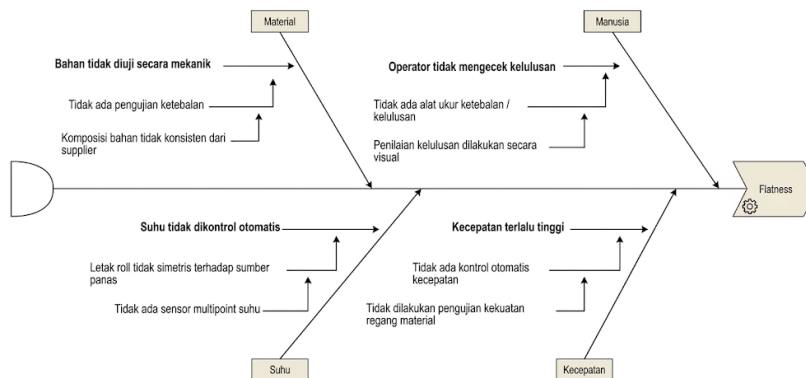 Material
Manusia
Bahan tidak diuji secara mekanik
Tidak ada pengujian ketebalan
Komposisi bahan tidak konsisten dari
supplier
Operator tidak mengecek kelulusan
Tidak ada alat ukur ketebalan /
kelulusan
Penilaian kelulusan dilakukan secara
visual
Flatness
Suhu tidak dikontrol otomatis
Letak roll tidak simetris terhadap sumber
panas
Tidak ada sensor multipoint suhu
Kecepatan terlalu tinggi
Tidak ada kontrol otomatis
kecepatan
Tidak dilakukan pengujian kekuatan
regang material
Suhu
Kecepatan